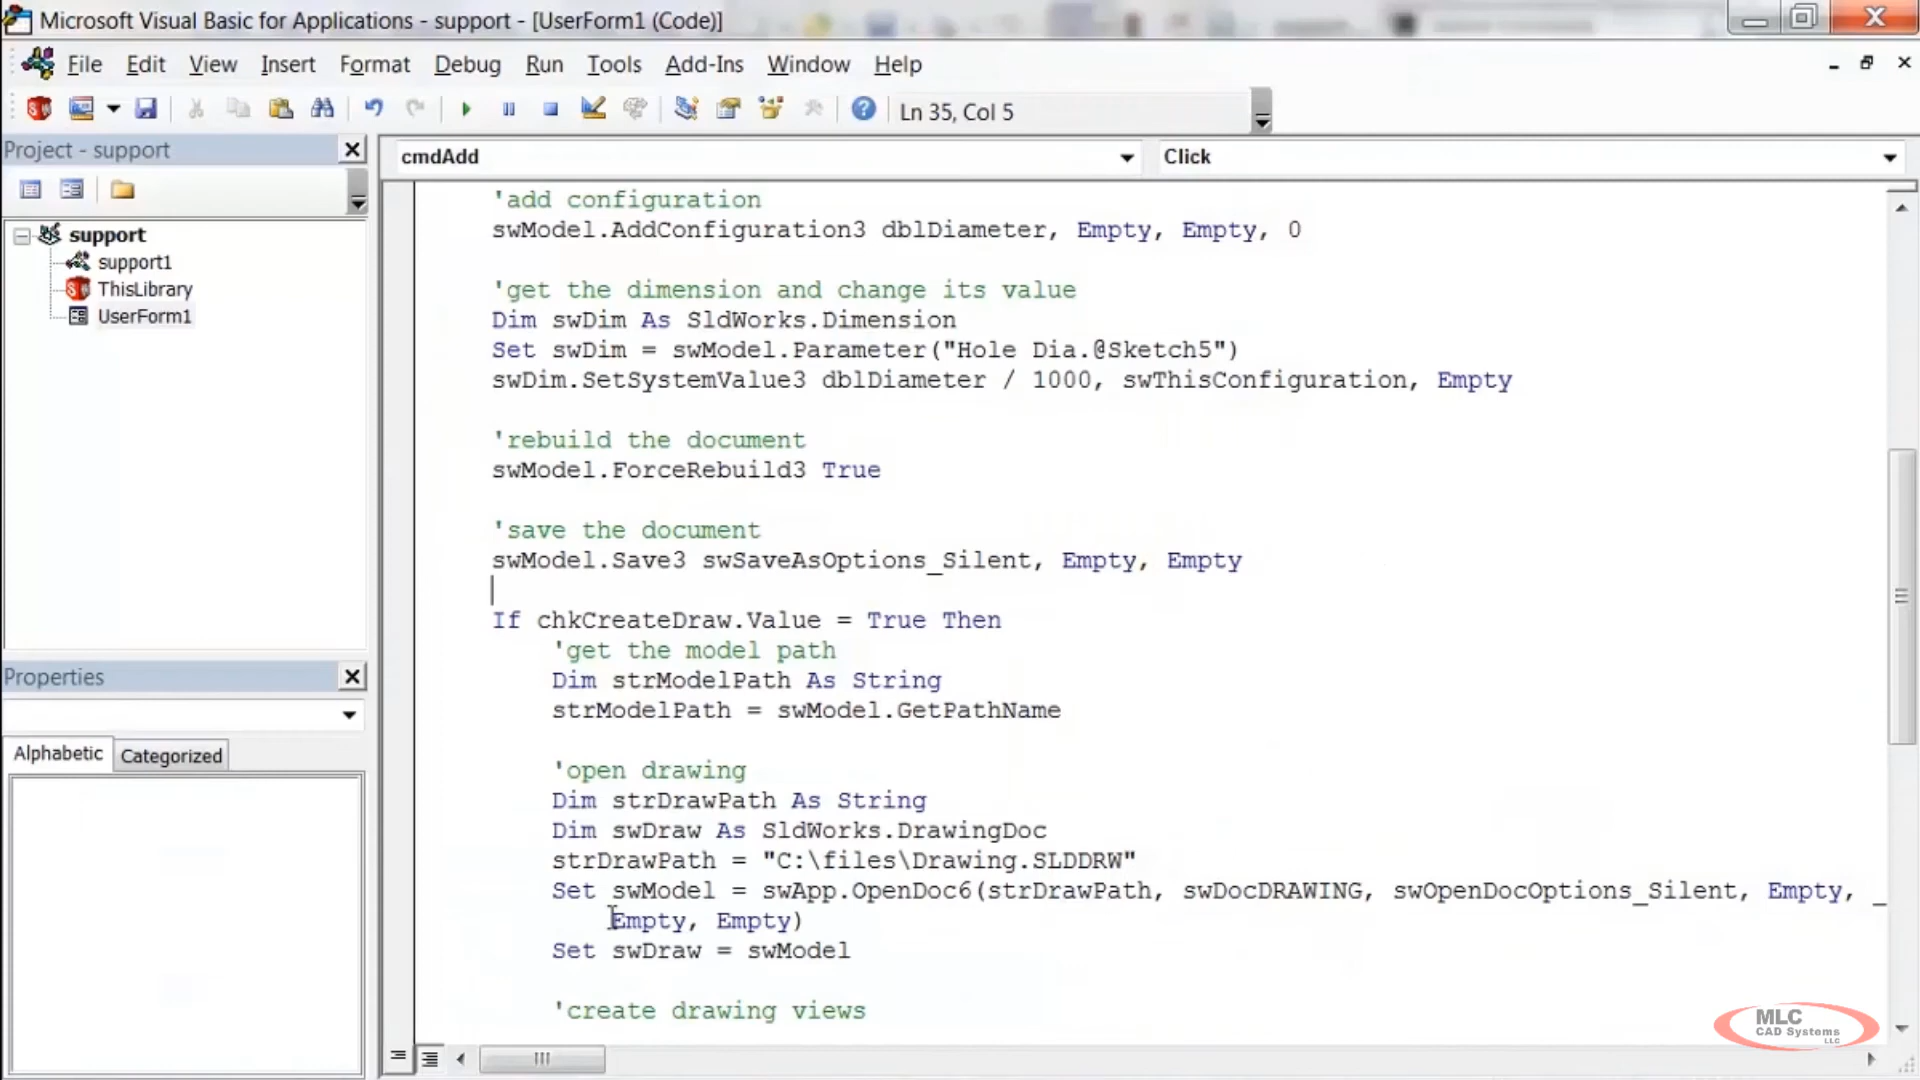 Microsoft Visual Basic for Applications - support - [UserForm1 (Code)]
File Edit View Insert Format Debug Run Tools Add-Ins Window Help
Ln 35, Col 5
Project - support
support
support1
ThisLibrary
UserForm1
Properties
Alphabetic Categorized
cmdAdd Click
'add configuration
swModel.AddConfiguration3 dblDiameter, Empty, Empty, 0
'get the dimension and change its value
Dim swDim As SldWorks.Dimension
Set swDim = swModel.Parameter("Hole Dia.@Sketch5")
swDim.SetSystemValue3 dblDiameter / 1000, swThisConfiguration, Empty
'rebuild the document
swModel.ForceRebuild3 True
'save the document
swModel.Save3 swSaveAsOptions_Silent, Empty, Empty
If chkCreateDraw.Value = True Then
'get the model path
Dim strModelPath As String
strModelPath = swModel.GetPathName
'open drawing
Dim strDrawPath As String
Dim swDraw As SldWorks.DrawingDoc
strDrawPath = "C:\files\Drawing.SLDDRW"
Set swModel = swApp.OpenDoc6(strDrawPath, swDocDRAWING, swOpenDocOptions_Silent, Empty, _
Empty, Empty)
Set swDraw = swModel
'create drawing views
MLC
CAD Systems
LLC